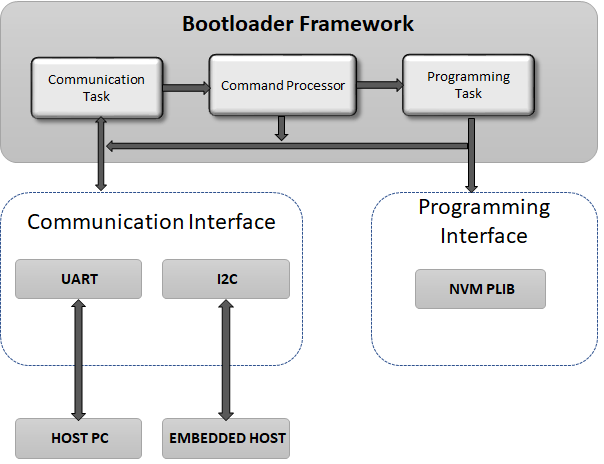 Bootloader Framework
Communication
Task
Command Processor
Programming
Task
Communication Interface
Programming
Interface
UART
I2C
NVM PLIB
HOST PC
EMBEDDED HOST